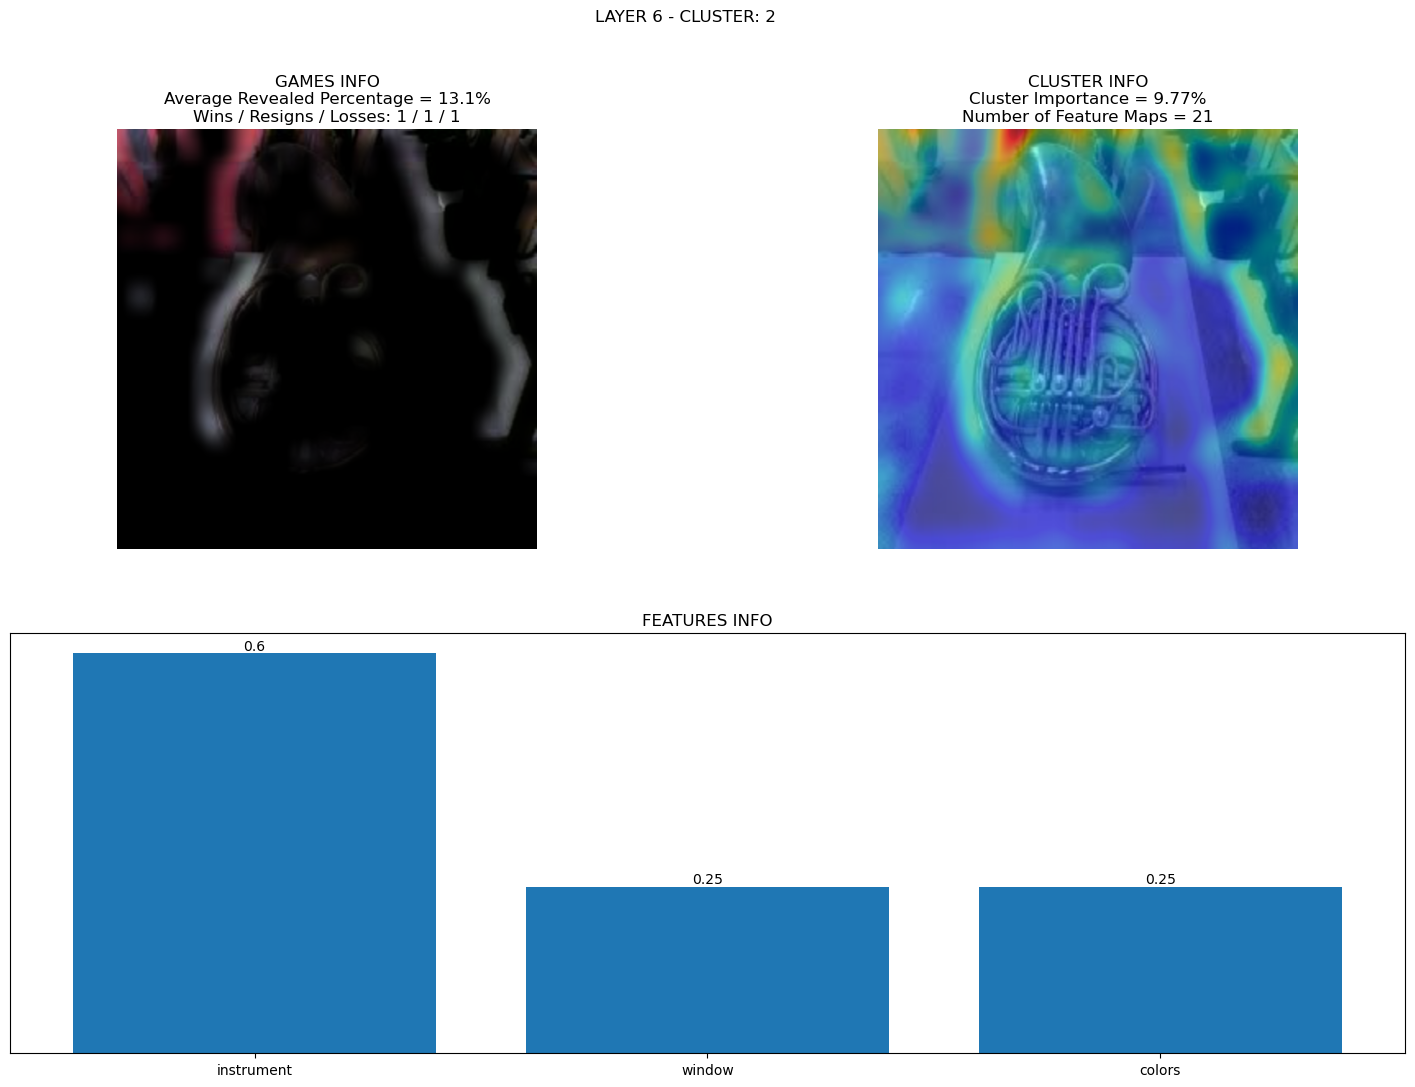 LAYER 6 - CLUSTER: 2
GAMES INFO
Average Revealed Percentage = 13.1%
Wins / Resigns / Losses: 1 / 1 / 1
CLUSTER INFO
Cluster Importance = 9.77%
Number of Feature Maps = 21
FEATURES INFO
0.6
0.25
0.25
instrument
window
colors